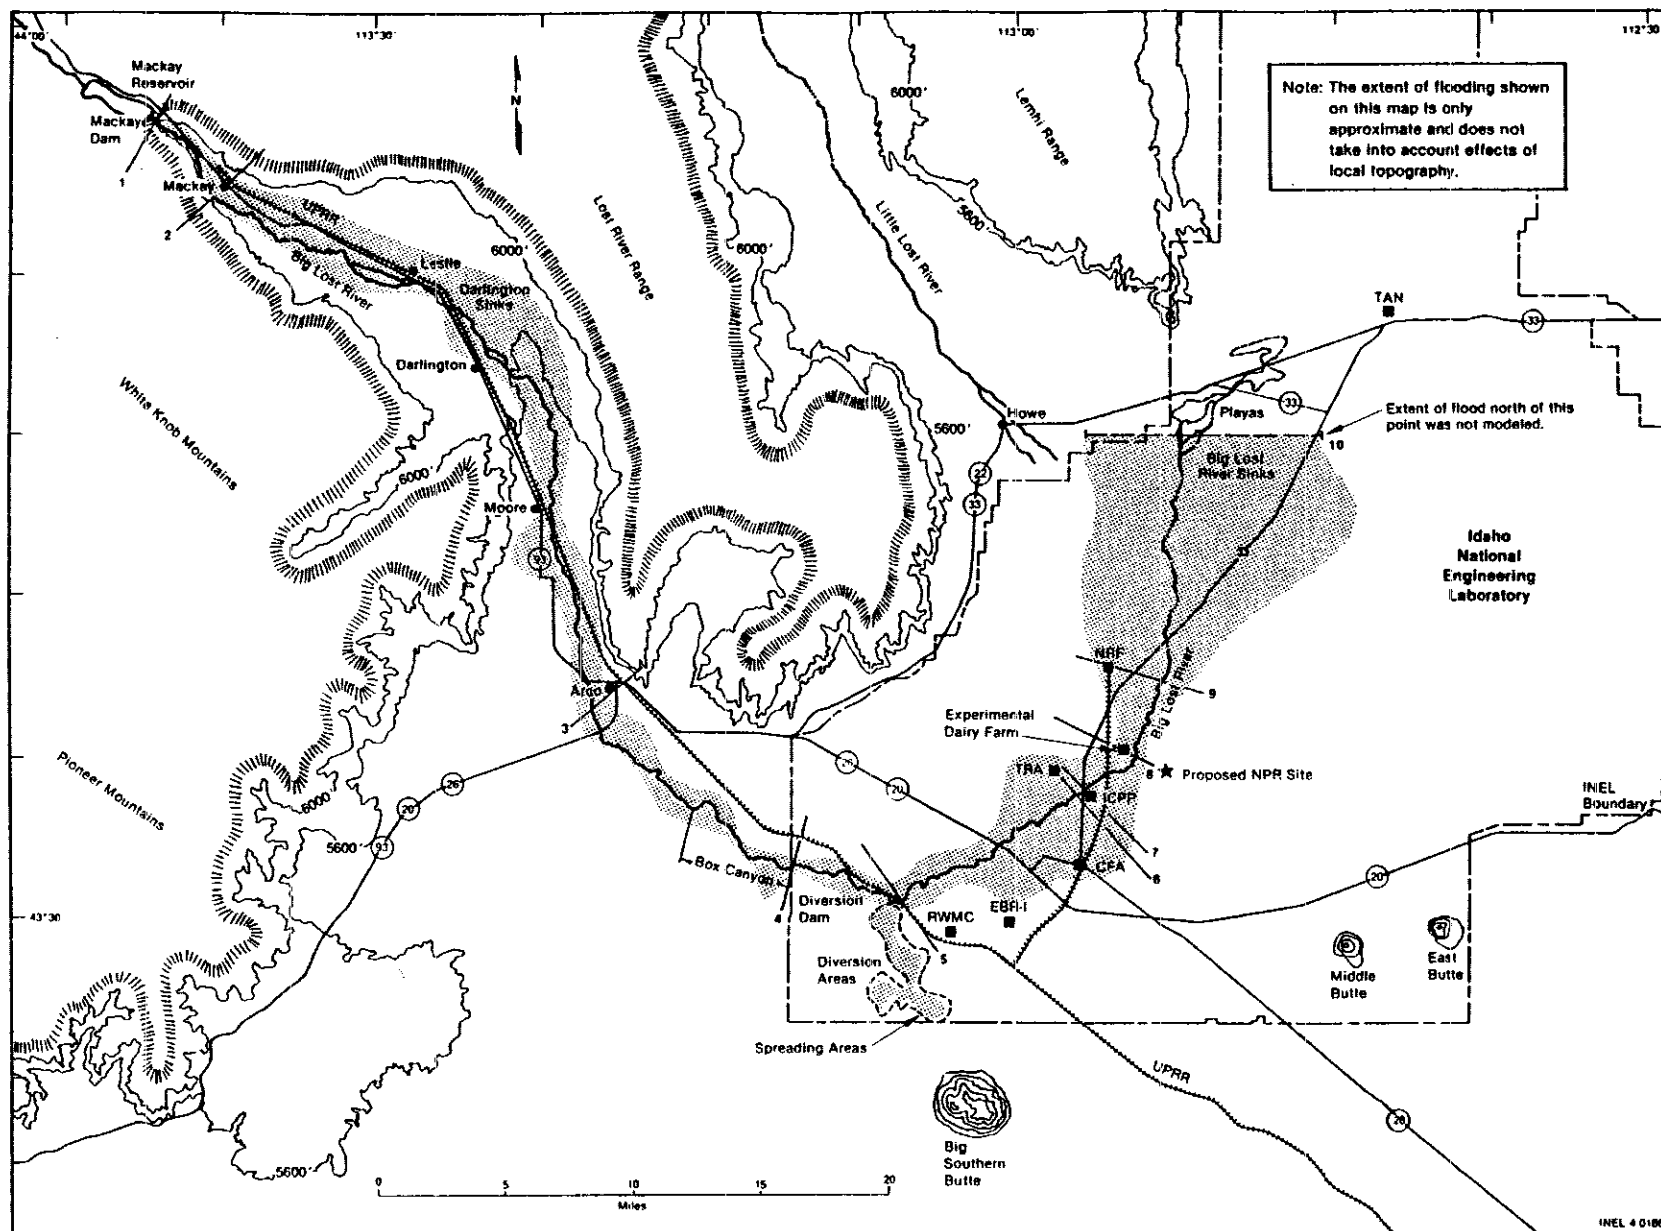 44°00'
113°30'
113°00'
112°30'
Mackay
Reservoir
Mackay
Dam
1
Mackay
2
UPRR
Big Lost River
Leslie
Darlington
Sinks
Darlington
N
6000'
Lost River Range
6000'
Little Lost River
6000'
Lemhi Range
5600'
Note: The extent of flooding shown
on this map is only
approximate and does not
take into account effects of
local topography.
TAN
33
Howe
33
Playas
Extent of flood north of this
point was not modeled.
10
Big Lost
River Sinks
White Knob Mountains
6000'
Moore
93
5600'
22
33
33
Idaho
National
Engineering
Laboratory
Arco
3
NRF
9
Big Lost River
Experimental
Dairy Farm
8
Proposed NPR Site
TRA
ICPP
7
6
CFA
Pioneer Mountains
6000'
5600'
26
20
93
26
20
Box Canyon
4
Diversion
Dam
RWMC
EBR-I
5
INEL
Boundary
20
43°30'
Diversion
Areas
Spreading Areas
Middle
Butte
East
Butte
UPRR
Big
Southern
Butte
5600'
0
5
10
15
20
Miles